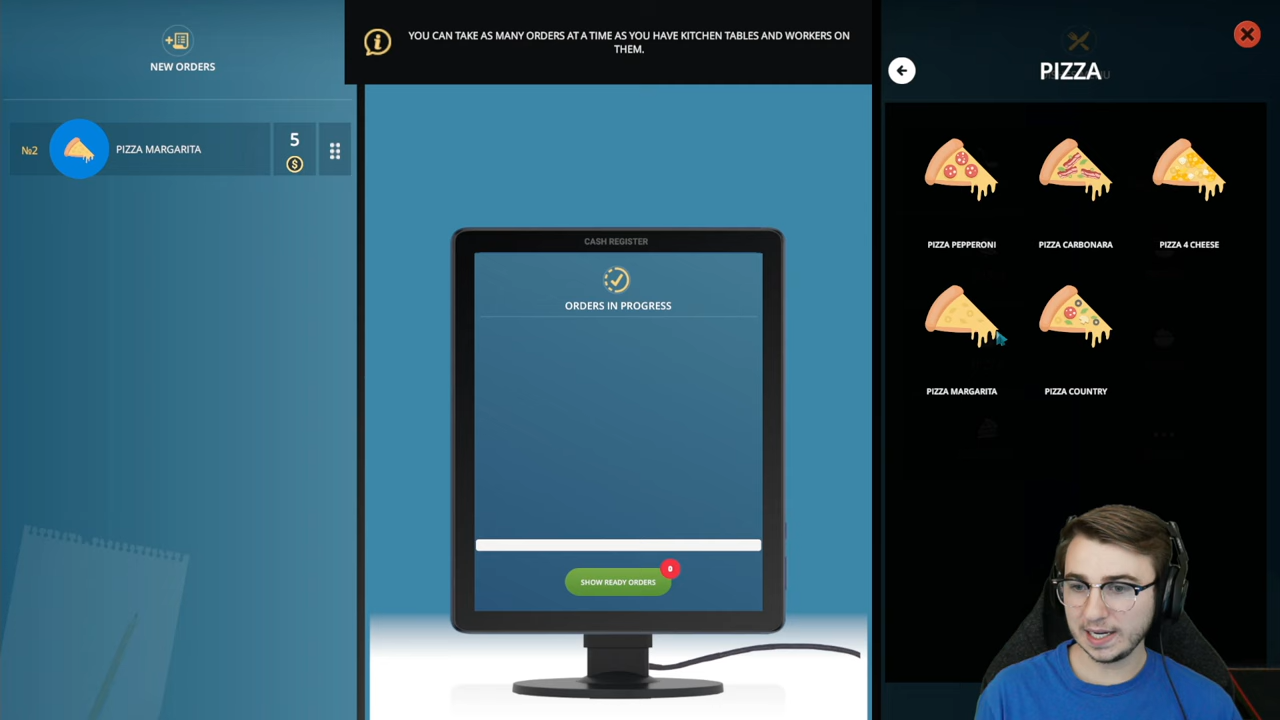 NEW ORDERS
№2
PIZZA MARGARITA
5
YOU CAN TAKE AS MANY ORDERS AT A TIME AS YOU HAVE KITCHEN TABLES AND WORKERS ON
THEM.
CASH REGISTER
ORDERS IN PROGRESS
SHOW READY ORDERS
0
PIZZA
PIZZA PEPPERONI
PIZZA CARBONARA
PIZZA 4 CHEESE
PIZZA MARGARITA
PIZZA COUNTRY